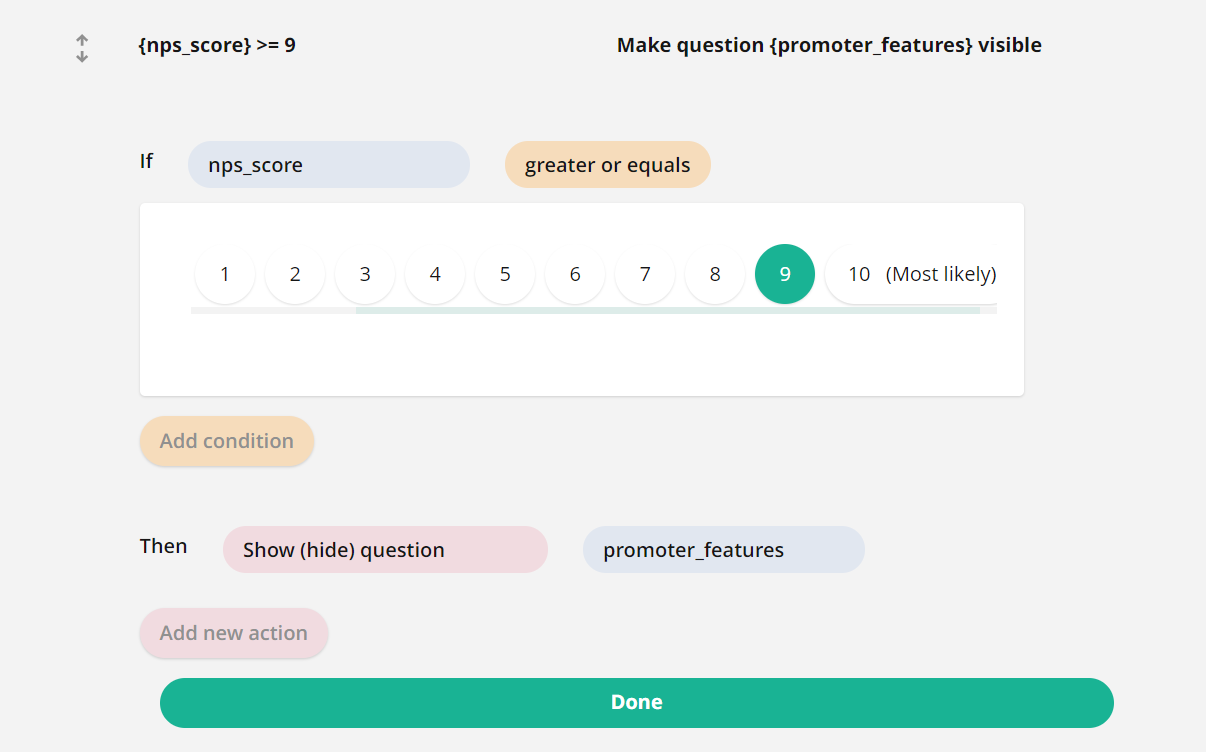 {nps_score} >= 9 Make question {promoter_features} visible
If nps_score greater or equals
1 2 3 4 5 6 7 8 9 10 (Most likely)
Add condition
Then Show (hide) question promoter_features
Add new action
Done